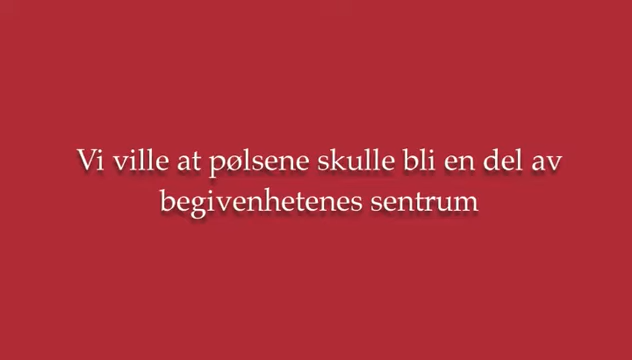 Vi ville at pølsene skulle bli en del av
begivenhetenes sentrum